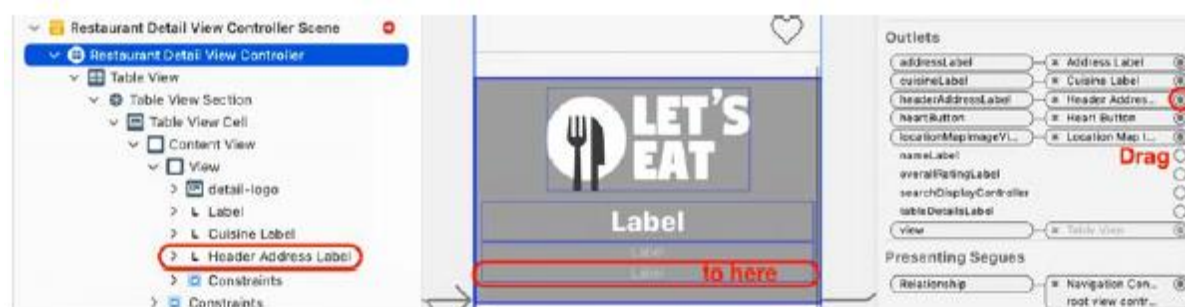 Restaurant Detail View Controller Scene
Restaurant Detail View Controller
Table View
Table View Section
Table View Cell
Content View
View
detail-logo
L Label
L Cuisine Label
L Header Address Label
Constraints
Constraints
LET'S
EAT
Label
Label
Label
to here
Outlets
addressLabel Address Label
cuisineLabel Cuisine Label
headerAddressLabel Header Addres...
heartButton Heart Button
locationMapImageVi... Location Map I...
nameLabel
Drag
overallRatingLabel
searchDisplayController
tableDetailsLabel
view Table View
Presenting Segues
Relationship Navigation Con...
root view contr...